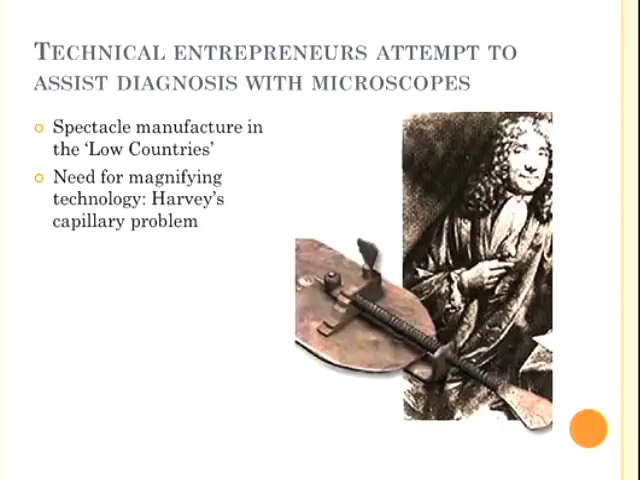 TECHNICAL ENTREPRENEURS ATTEMPT TO
ASSIST DIAGNOSIS WITH MICROSCOPES
Spectacle manufacture in
the ‘Low Countries’
Need for magnifying
technology: Harvey’s
capillary problem